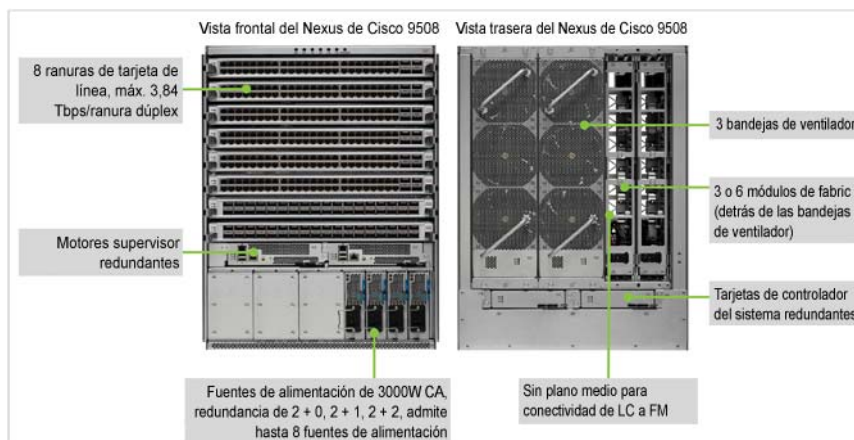 Vista frontal del Nexus de Cisco 9508
Vista trasera del Nexus de Cisco 9508
8 ranuras de tarjeta de
línea, máx. 3,84
Tbps/ranura dúplex
Motores supervisor
redundantes
Fuentes de alimentación de 3000W CA,
redundancia de 2 + 0, 2 + 1, 2 + 2, admite
hasta 8 fuentes de alimentación
3 bandejas de ventilador
3 o 6 módulos de fabric
(detrás de las bandejas
de ventilador)
Tarjetas de controlador
del sistema redundantes
Sin plano medio para
conectividad de LC a FM